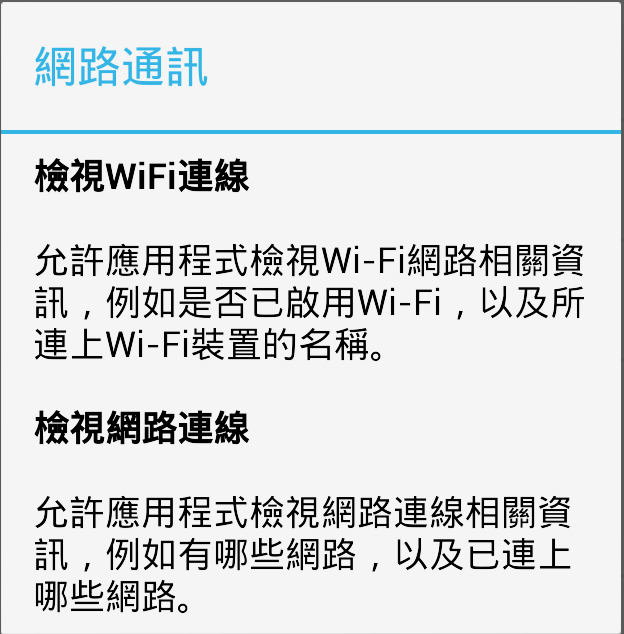 網路通訊
檢視WiFi連線
允許應用程式檢視Wi-Fi網路相關資
訊，例如是否已啟用Wi-Fi，以及所
連上Wi-Fi裝置的名稱。
檢視網路連線
允許應用程式檢視網路連線相關資
訊，例如有哪些網路，以及已連上
哪些網路。